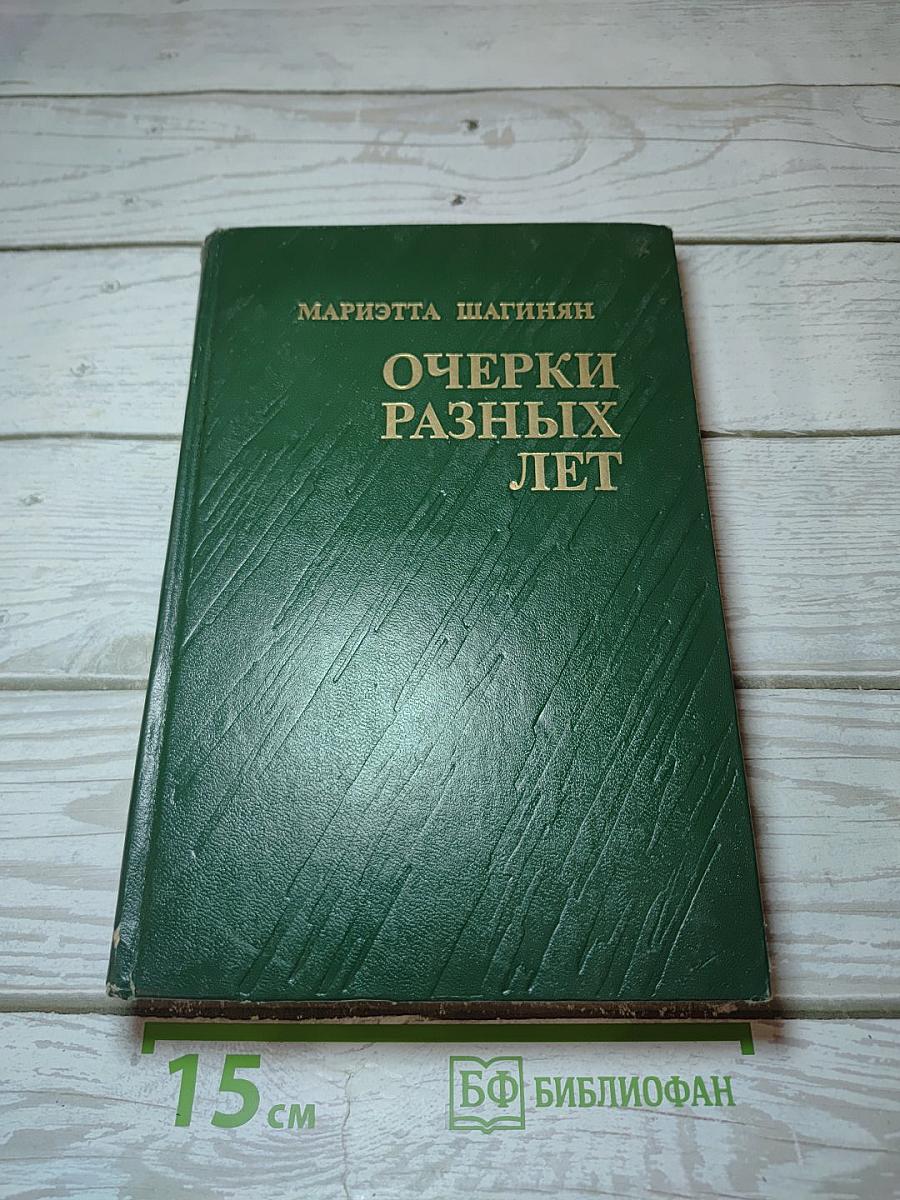 МАРИЭТТА ШАГИНЯН
ОЧЕРКИ
РАЗНЫХ
ЛЕТ
15 см
БФ БИБЛИОФАН